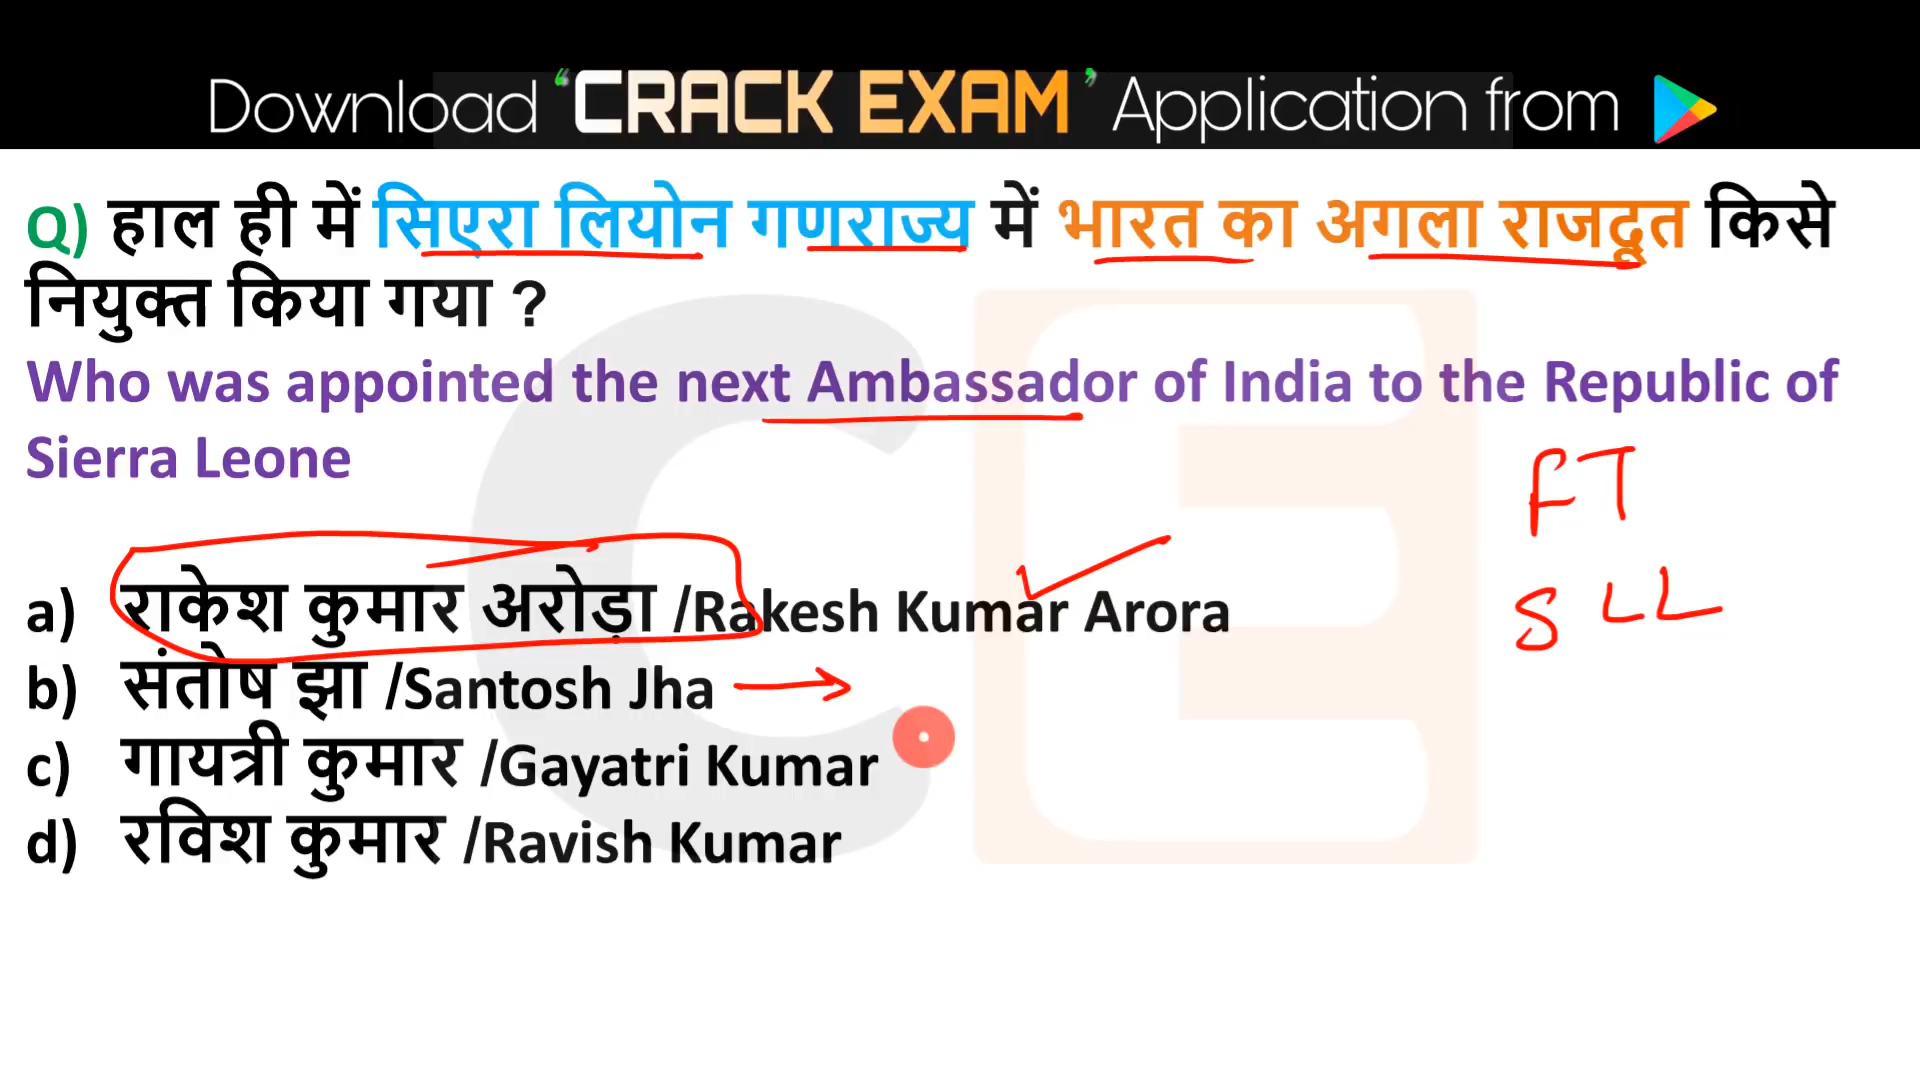 Download ‘CRACK EXAM’ Application from
Q) हाल ही में सिएरा लियोन गणराज्य में भारत का अगला राजदूत किसे
नियुक्त किया गया ?
Who was appointed the next Ambassador of India to the Republic of
Sierra Leone
FT
SLL
a) राकेश कुमार अरोड़ा /Rakesh Kumar Arora
b) संतोष झा /Santosh Jha
c) गायत्री कुमार /Gayatri Kumar
d) रविश कुमार /Ravish Kumar
CE